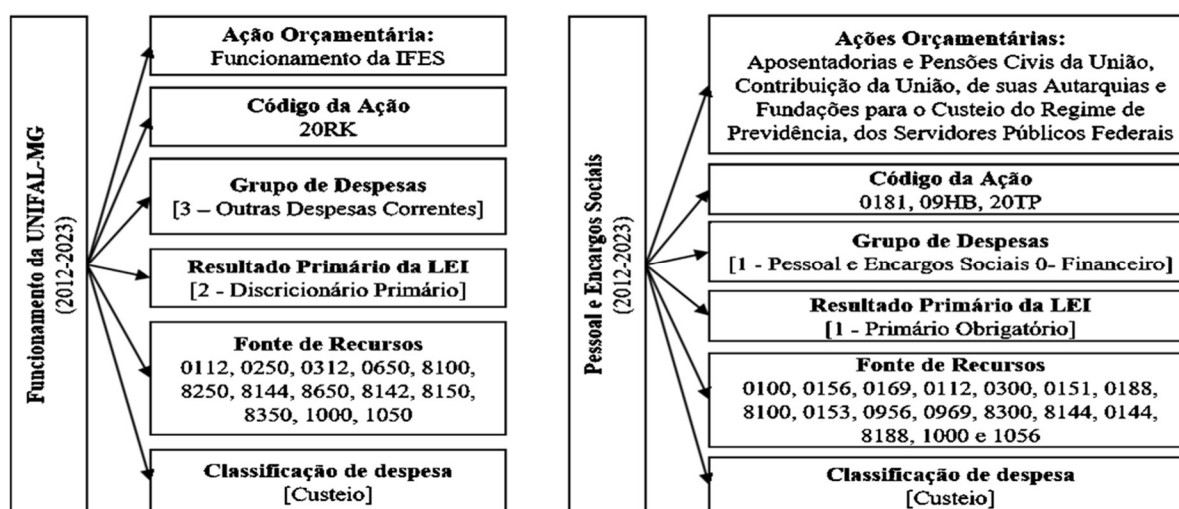 Funcionamento da UNIFAL-MG
(2012-2023)
Ação Orçamentária:
Funcionamento da IFES
Código da Ação
20RK
Grupo de Despesas
[3 – Outras Despesas Correntes]
Resultado Primário da LEI
[2 - Discricionário Primário]
Fonte de Recursos
0112, 0250, 0312, 0650, 8100,
8250, 8144, 8650, 8142, 8150,
8350, 1000, 1050
Classificação de despesa
[Custeio]
Pessoal e Encargos Sociais
(2012-2023)
Ações Orçamentárias:
Aposentadorias e Pensões Civis da União,
Contribuição da União, de suas Autarquias e
Fundações para o Custeio do Regime de
Previdência, dos Servidores Públicos Federais
Código da Ação
0181, 09HB, 20TP
Grupo de Despesas
[1 - Pessoal e Encargos Sociais 0- Financeiro]
Resultado Primário da LEI
[1 - Primário Obrigatório]
Fonte de Recursos
0100, 0156, 0169, 0112, 0300, 0151, 0188,
8100, 0153, 0956, 0969, 8300, 8144, 0144,
8188, 1000 e 1056
Classificação de despesa
[Custeio]